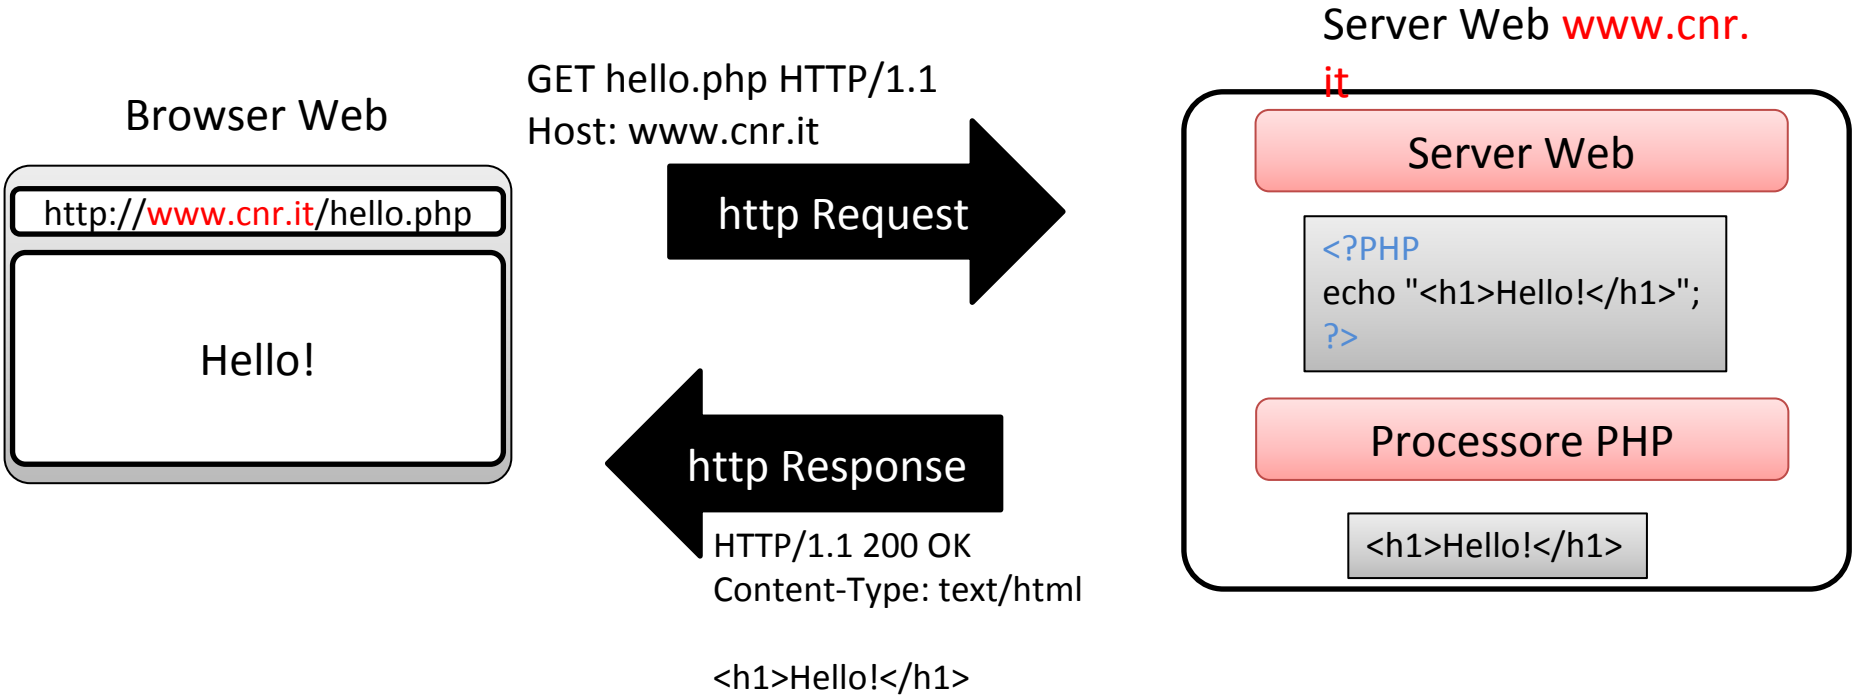 Browser Web
http://www.cnr.it/hello.php
Hello!
GET hello.php HTTP/1.1
Host: www.cnr.it
http Request
http Response
HTTP/1.1 200 OK
Content-Type: text/html
<h1>Hello!</h1>
Server Web www.cnr.
it
Server Web
<?PHP
echo "<h1>Hello!</h1>";
?>
Processore PHP
<h1>Hello!</h1>